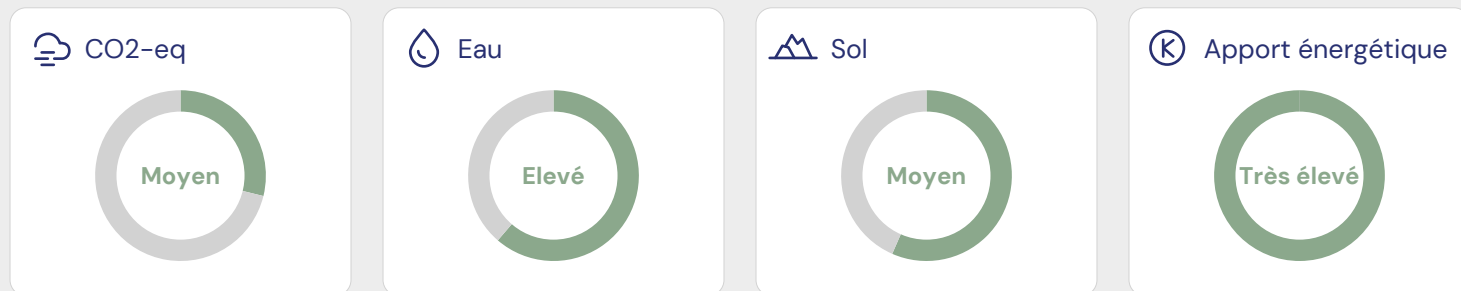 CO2-eq
Moyen
Eau
Elevé
Sol
Moyen
Apport énergétique
Très élevé